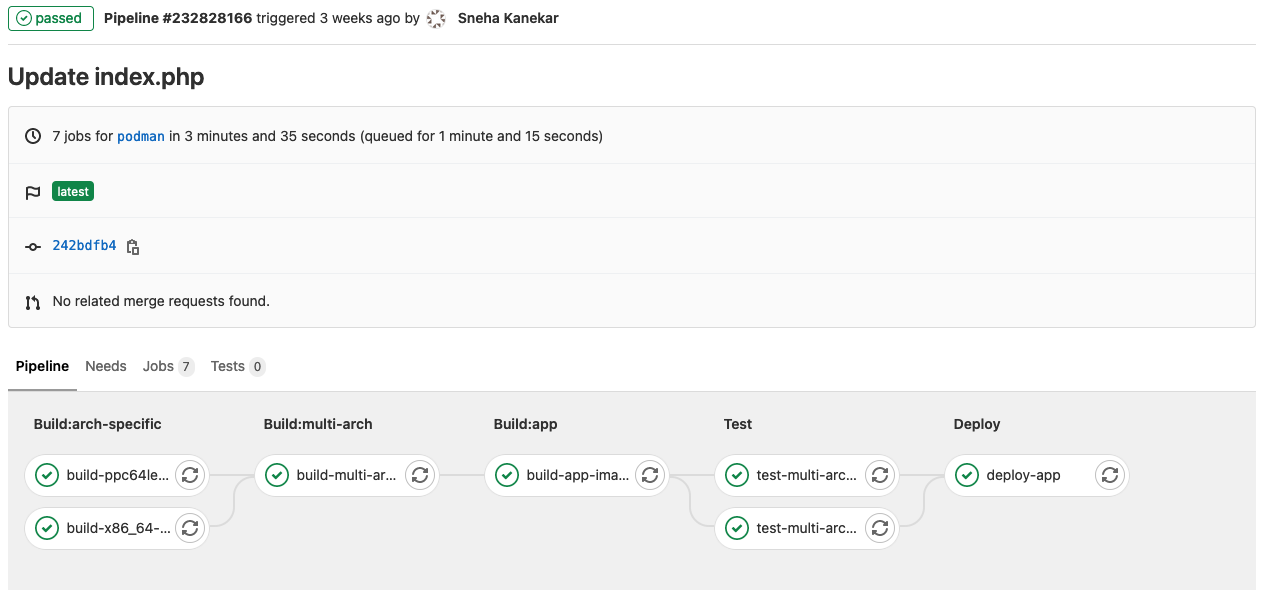 passed Pipeline #232828166 triggered 3 weeks ago by Sneha Kanekar
Update index.php
7 jobs for podman in 3 minutes and 35 seconds (queued for 1 minute and 15 seconds)
latest
242bdfb4
No related merge requests found.
Pipeline Needs Jobs 7 Tests 0
Build:arch-specific Build:multi-arch Build:app Test Deploy
build-ppc64le... build-multi-ar... build-app-ima... test-multi-arc... deploy-app
build-x86_64-... test-multi-arc...